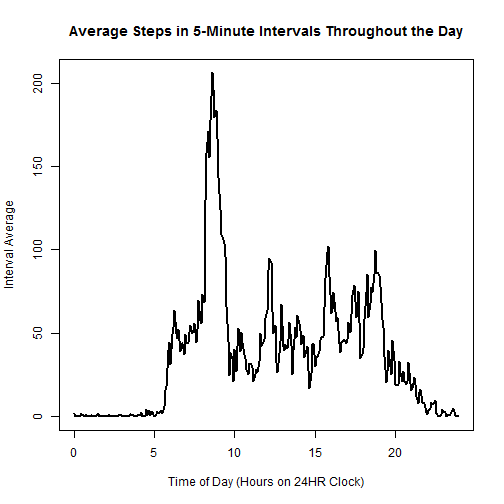 Average Steps in 5-Minute Intervals Throughout the Day
200
150
100
50
0
Interval Average
0 5 10 15 20
Time of Day (Hours on 24HR Clock)